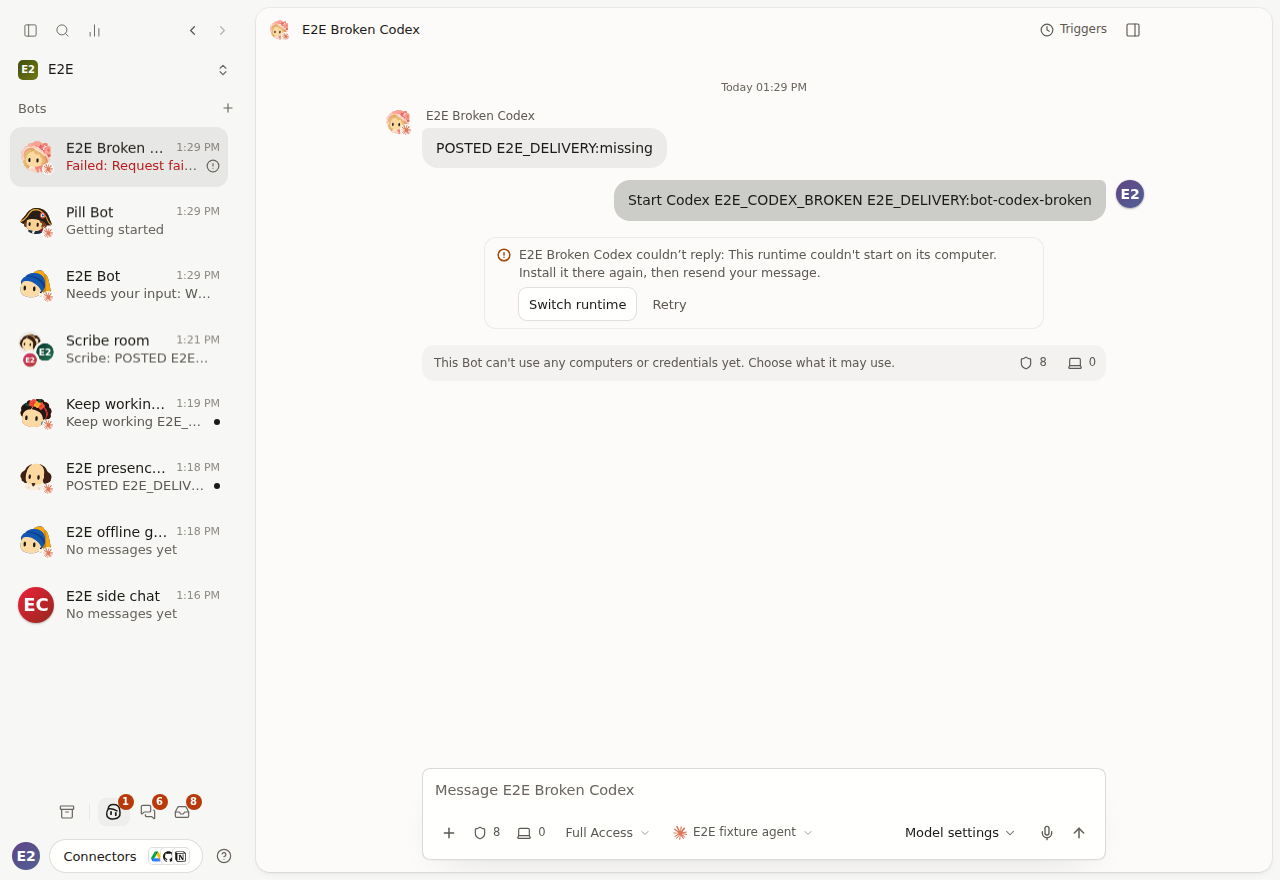 E2 E2E
Bots
E2E Broken ... 1:29 PM
Failed: Request fai...
Pill Bot 1:29 PM
Getting started
E2E Bot 1:29 PM
Needs your input: W...
Scribe room 1:21 PM
E2 E2 Scribe: POSTED E2E...
Keep workin... 1:19 PM
Keep working E2E_...
E2E presenc... 1:18 PM
POSTED E2E_DELIV...
E2E offline g... 1:18 PM
No messages yet
EC E2E side chat 1:16 PM
No messages yet
1 6 8
E2 Connectors
E2E Broken Codex Triggers
Today 01:29 PM
E2E Broken Codex
POSTED E2E_DELIVERY:missing
Start Codex E2E_CODEX_BROKEN E2E_DELIVERY:bot-codex-broken E2
E2E Broken Codex couldn’t reply: This runtime couldn't start on its computer.
Install it there again, then resend your message.
Switch runtime Retry
This Bot can't use any computers or credentials yet. Choose what it may use. 8 0
Message E2E Broken Codex
8 0 Full Access E2E fixture agent Model settings